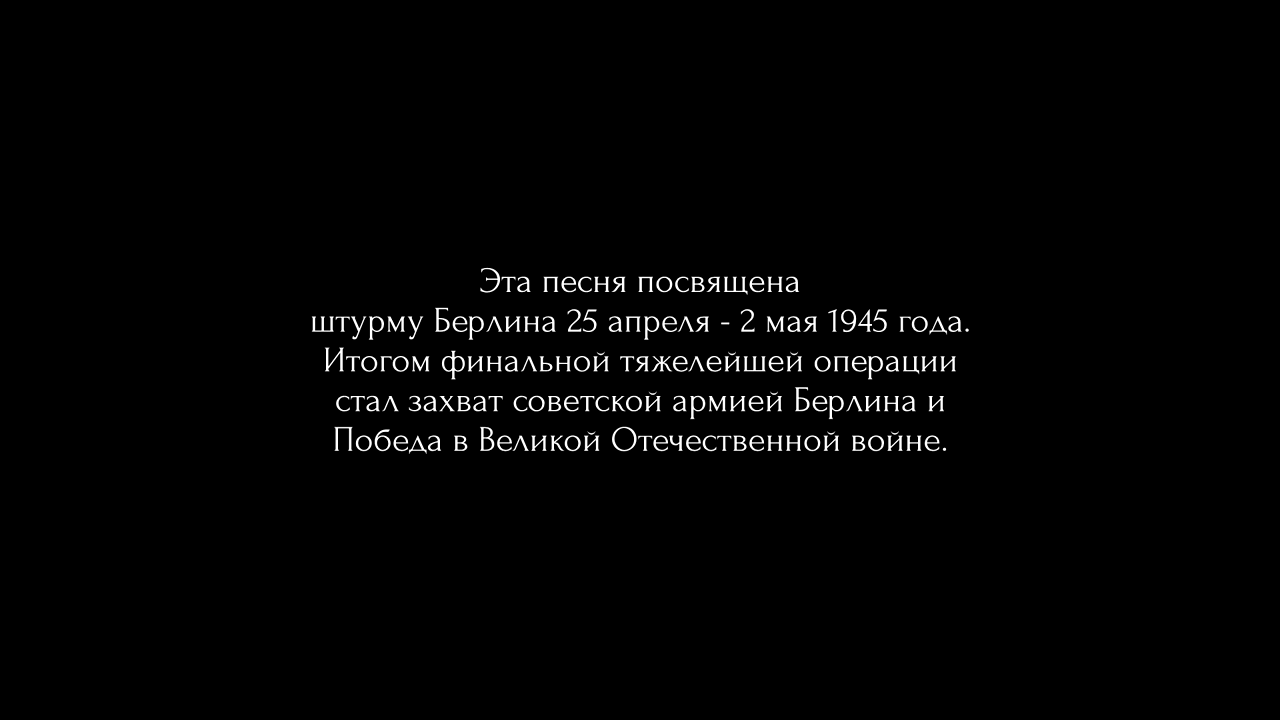 Эта песня посвящена
штурму Берлина 25 апреля - 2 мая 1945 года.
Итогом финальной тяжелейшей операции
стал захват советской армией Берлина и
Победа в Великой Отечественной войне.